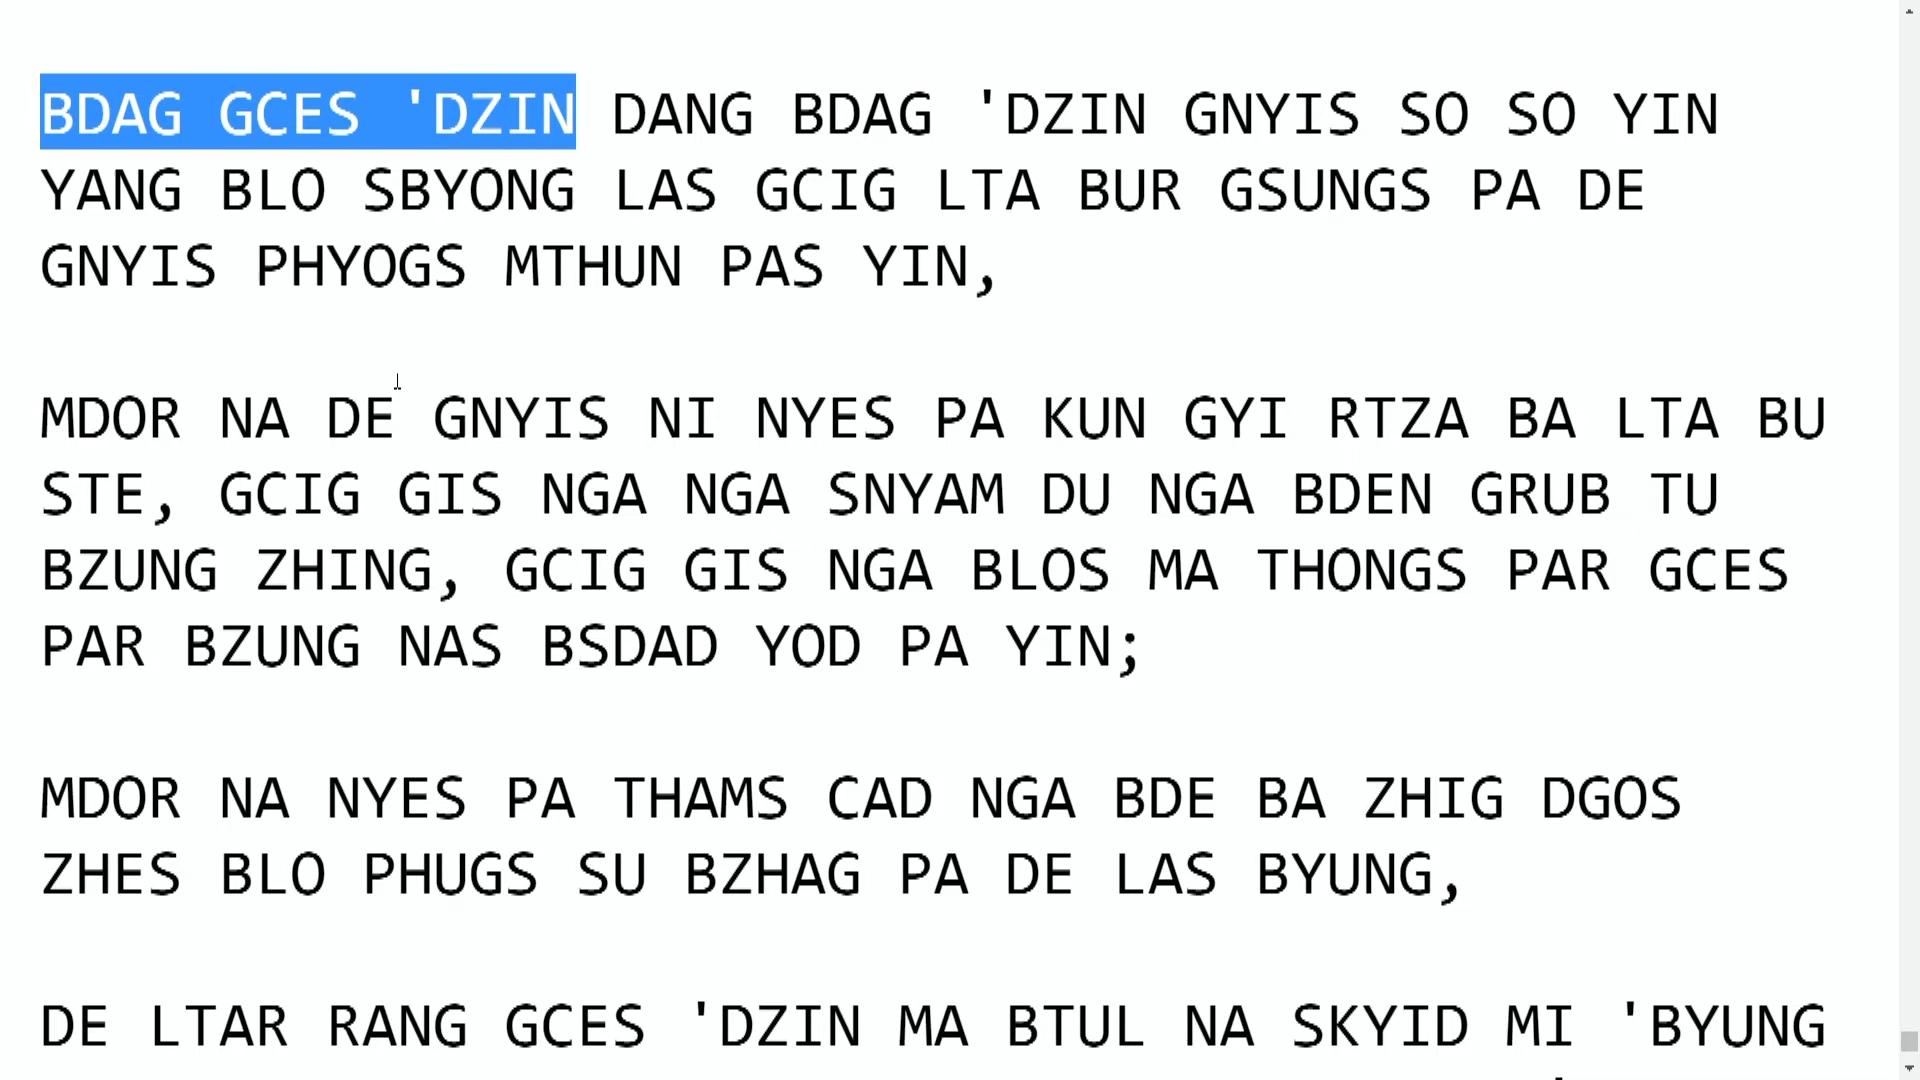 BDAG GCES 'DZIN DANG BDAG 'DZIN GNYIS SO SO YIN
YANG BLO SBYONG LAS GCIG LTA BUR GSUNGS PA DE
GNYIS PHYOGS MTHUN PAS YIN,
MDOR NA DE GNYIS NI NYES PA KUN GYI RTZA BA LTA BU
STE, GCIG GIS NGA NGA SNYAM DU NGA BDEN GRUB TU
BZUNG ZHING, GCIG GIS NGA BLOS MA THONGS PAR GCES
PAR BZUNG NAS BSDAD YOD PA YIN;
MDOR NA NYES PA THAMS CAD NGA BDE BA ZHIG DGOS
ZHES BLO PHUGS SU BZHAG PA DE LAS BYUNG,
DE LTAR RANG GCES 'DZIN MA BTUL NA SKYID MI 'BYUNG